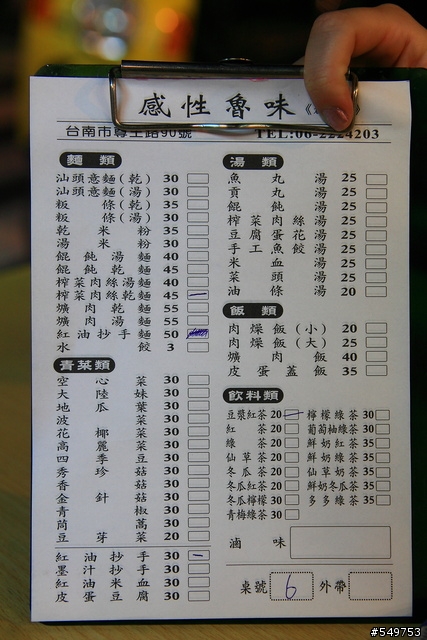 感性魯味
台南市尊王路90號 TEL:06-2224203
麵類
汕頭意麵(乾) 30
汕頭意麵(湯) 30
粄條(乾) 35
粄條(湯) 30
乾米粉 35
湯米粉 30
餛飩湯麵 40
餛飩乾麵 45
榨菜肉絲湯麵 40
榨菜肉絲乾麵 45
爌肉乾麵 55
爌肉湯麵 55
紅油抄手麵 50
水餃 3
青菜類
空心菜 30
大陸妹 30
地瓜葉 30
波菜 30
花椰菜 30
高麗菜 30
四季豆 30
秀珍菇 30
香菇 30
金針菇 30
青椒 30
茼蒿 30
豆芽菜 20
紅油抄手 30
墨汁抄手 30
紅油米血 30
皮蛋豆腐 30
湯類
魚丸湯 25
貢丸湯 25
餛飩湯 25
榨菜肉絲湯 25
豆腐蛋花湯 25
手工魚餃湯 25
米血湯 25
菜頭湯 25
油條湯 20
飯類
肉燥飯(小) 20
肉燥飯(大) 25
爌肉飯 40
皮蛋蓋飯 35
飲料類
豆漿紅茶 20 檸檬綠茶 30
紅茶 20 葡萄柚綠茶 30
綠茶 20 鮮奶紅茶 35
仙草茶 20 鮮奶綠茶 35
冬瓜茶 20 仙草奶茶 35
冬瓜紅茶 20 鮮奶冬瓜茶 35
冬瓜檸檬 30 多多綠茶 35
青梅綠茶 30
滷味
桌號 6 外帶
#549753